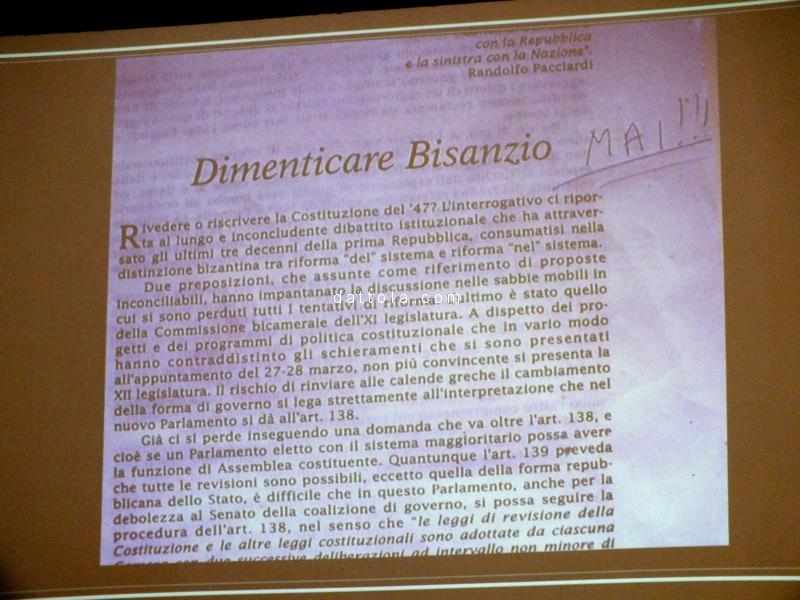 con la Repubblica
e la sinistra con la Nazione".
Randolfo Pacciardi
Dimenticare Bisanzio
MAI!!!
Rivedere o riscrivere la Costituzione del '47? L'interrogativo ci ripor-
ta al lungo e inconcludente dibattito istituzionale che ha attraver-
sato gli ultimi tre decenni della prima Repubblica, consumatisi nella
distinzione bizantina tra riforma "del" sistema e riforma "nel" sistema.
Due preposizioni, che assunte come riferimento di proposte
inconciliabili, hanno impantanato la discussione nelle sabbie mobili in
cui si sono perduti tutti i tentativi di riforma. L'ultimo è stato quello
della Commissione bicamerale dell'XI legislatura. A dispetto dei pro-
getti e dei programmi di politica costituzionale che in vario modo
hanno contraddistinto gli schieramenti che si sono presentati
all'appuntamento del 27-28 marzo, non più convincente si presenta la
XII legislatura. Il rischio di rinviare alle calende greche il cambiamento
della forma di governo si lega strettamente all'interpretazione che nel
nuovo Parlamento si dà all'art. 138.
Già ci si perde inseguendo una domanda che va oltre l'art. 138, e
cioè se un Parlamento eletto con il sistema maggioritario possa avere
la funzione di Assemblea costituente. Quantunque l'art. 139 preveda
che tutte le revisioni sono possibili, eccetto quella della forma repub-
blicana dello Stato, è difficile che in questo Parlamento, anche per la
debolezza al Senato della coalizione di governo, si possa seguire la
procedura dell'art. 138, nel senso che "le leggi di revisione della
Costituzione e le altre leggi costituzionali sono adottate da ciascuna
Camera con due successive deliberazioni ad intervallo non minore di
dattola.com